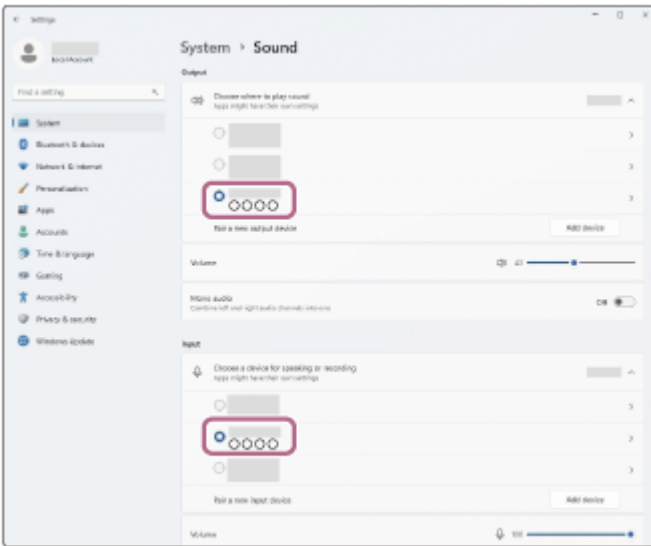 Settings
Local Account
System > Sound
Output
Find a setting
Choose where to play sound
Apps might have their own settings
System
Bluetooth & devices
Network & internet
Personalization
Apps
Pair a new output device
Add device
Accounts
Time & language
Volume
Gaming
Accessibility
Mono audio
Combine left and right audio channels into one
Off
Privacy & security
Windows Update
Input
Choose a device for speaking or recording
Apps might have their own settings
Pair a new input device
Add device
Volume